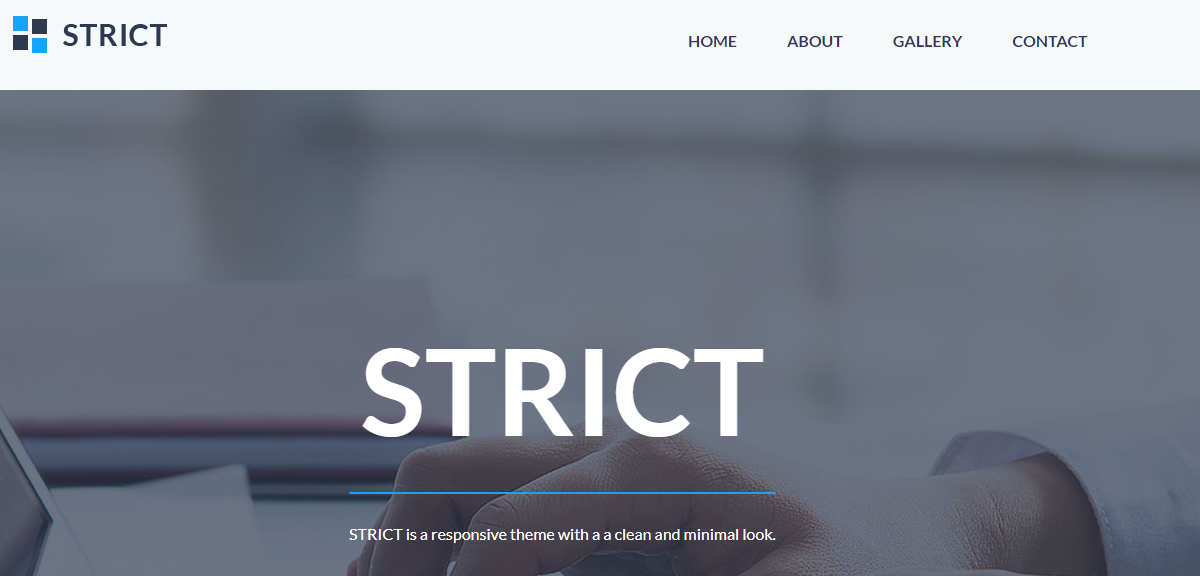 STRICT
HOME ABOUT GALLERY CONTACT
STRICT
STRICT is a responsive theme with a a clean and minimal look.